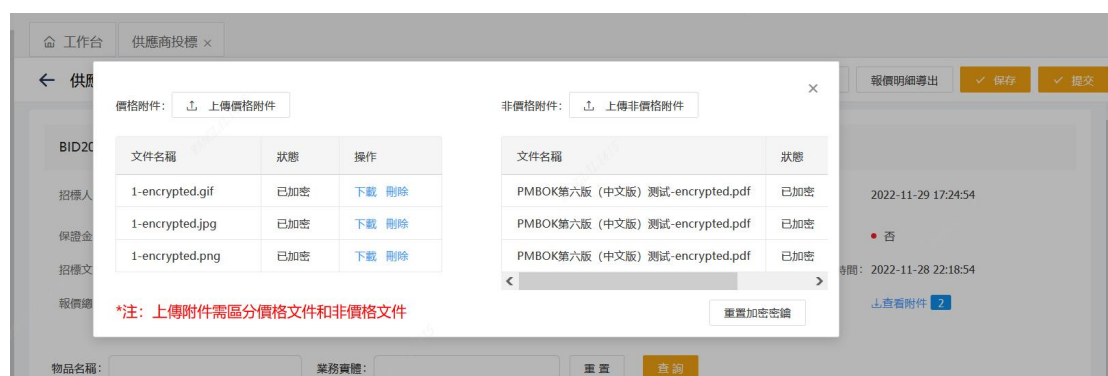 工作台 供應商投標 ×
← 供應
報價明細導出 保存 提交
×
價格附件： 上傳價格附件
非價格附件： 上傳非價格附件
BID20
文件名稱 狀態 操作
文件名稱 狀態
1-encrypted.gif 已加密 下載 刪除
1-encrypted.jpg 已加密 下載 刪除
1-encrypted.png 已加密 下載 刪除
PMBOK第六版（中文版）测试-encrypted.pdf 已加密
PMBOK第六版（中文版）测试-encrypted.pdf 已加密
PMBOK第六版（中文版）测试-encrypted.pdf 已加密
*注：上傳附件需區分價格文件和非價格文件
重置加密密鑰
招標人 2022-11-29 17:24:54
保證金 否
招標文 時間： 2022-11-28 22:18:54
報價總 查看附件 2
物品名稱： 業務實體： 重置 查詢